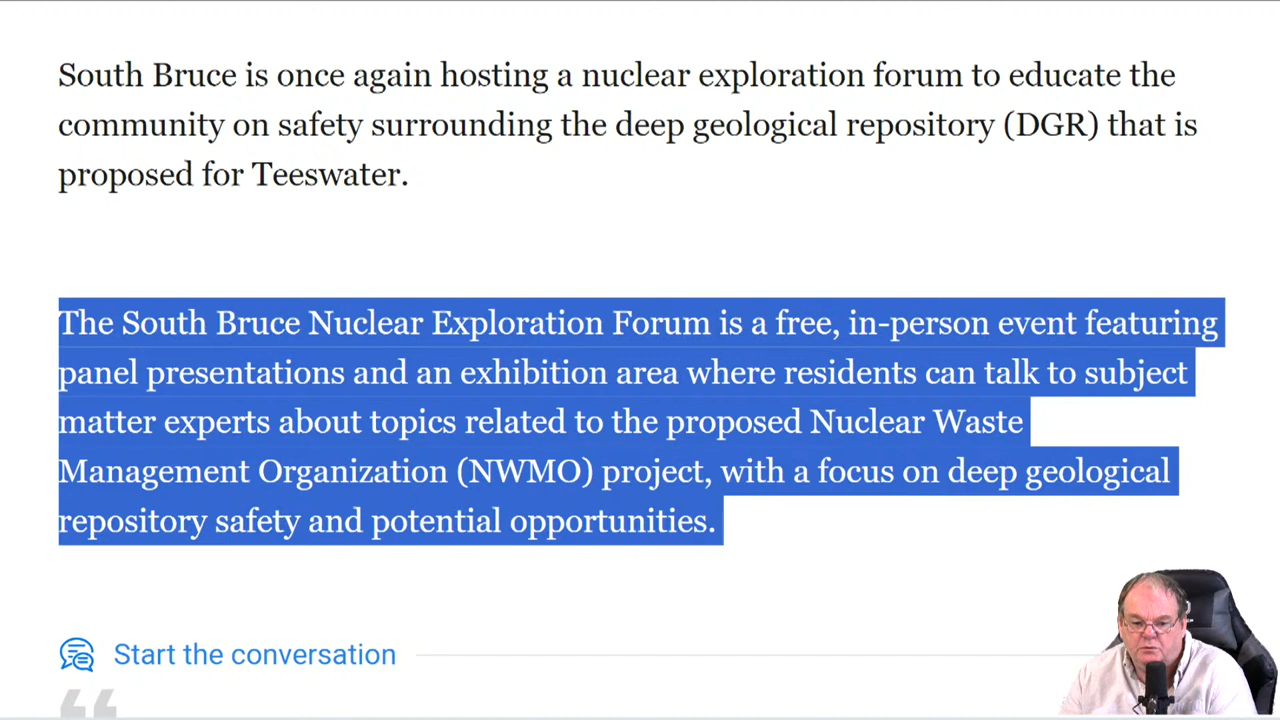 South Bruce is once again hosting a nuclear exploration forum to educate the
community on safety surrounding the deep geological repository (DGR) that is
proposed for Teeswater.
The South Bruce Nuclear Exploration Forum is a free, in-person event featuring
panel presentations and an exhibition area where residents can talk to subject
matter experts about topics related to the proposed Nuclear Waste
Management Organization (NWMO) project, with a focus on deep geological
repository safety and potential opportunities.
Start the conversation
“